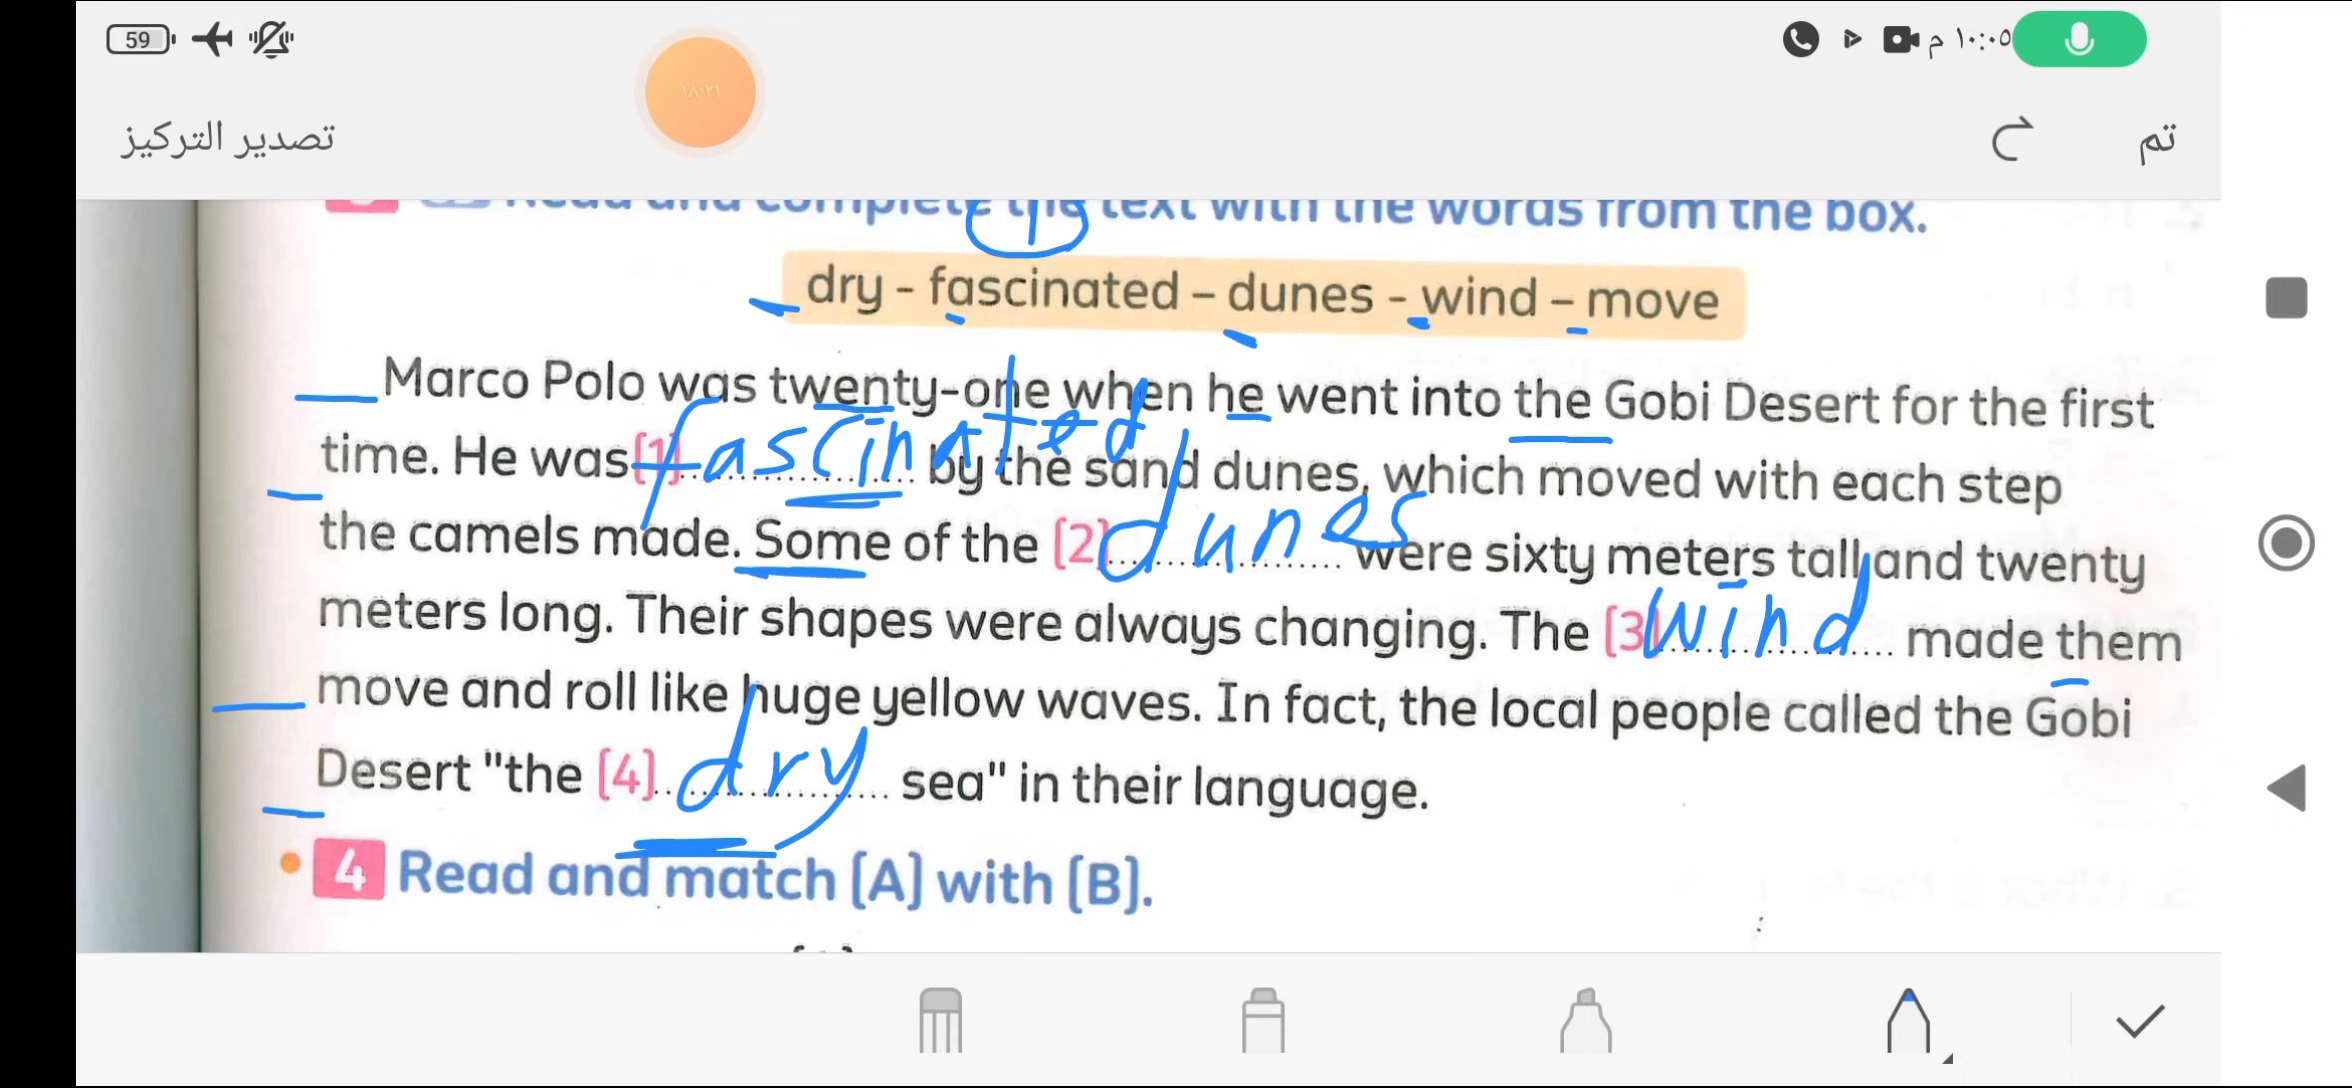 59
١٠:٠٥ م
١٨:٢١
تصدير التركيز
تم
Read and complete the text with the words from the box.
dry - fascinated – dunes - wind – move
Marco Polo was twenty-one when he went into the Gobi Desert for the first
time. He was [1] fascinated by the sand dunes, which moved with each step
the camels made. Some of the [2] dunes were sixty meters tall and twenty
meters long. Their shapes were always changing. The [3] wind made them
move and roll like huge yellow waves. In fact, the local people called the Gobi
Desert "the [4] dry sea" in their language.
4 Read and match [A] with [B].